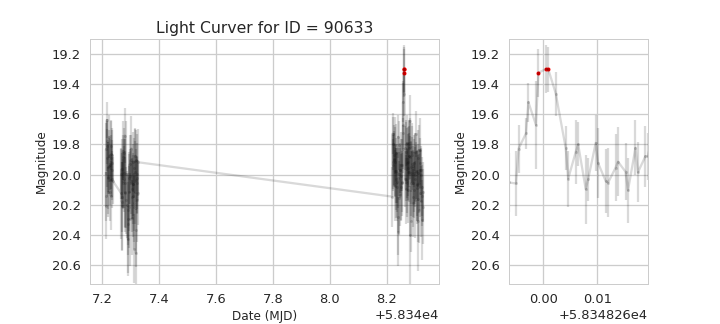 Light Curver for ID = 90633
19.2
19.4
19.6
19.8
20.0
20.2
20.4
20.6
Magnitude
7.2 7.4 7.6 7.8 8.0 8.2
Date (MJD) +5.834e4
19.2
19.4
19.6
19.8
20.0
20.2
20.4
20.6
Magnitude
0.00 0.01
+5.834826e4